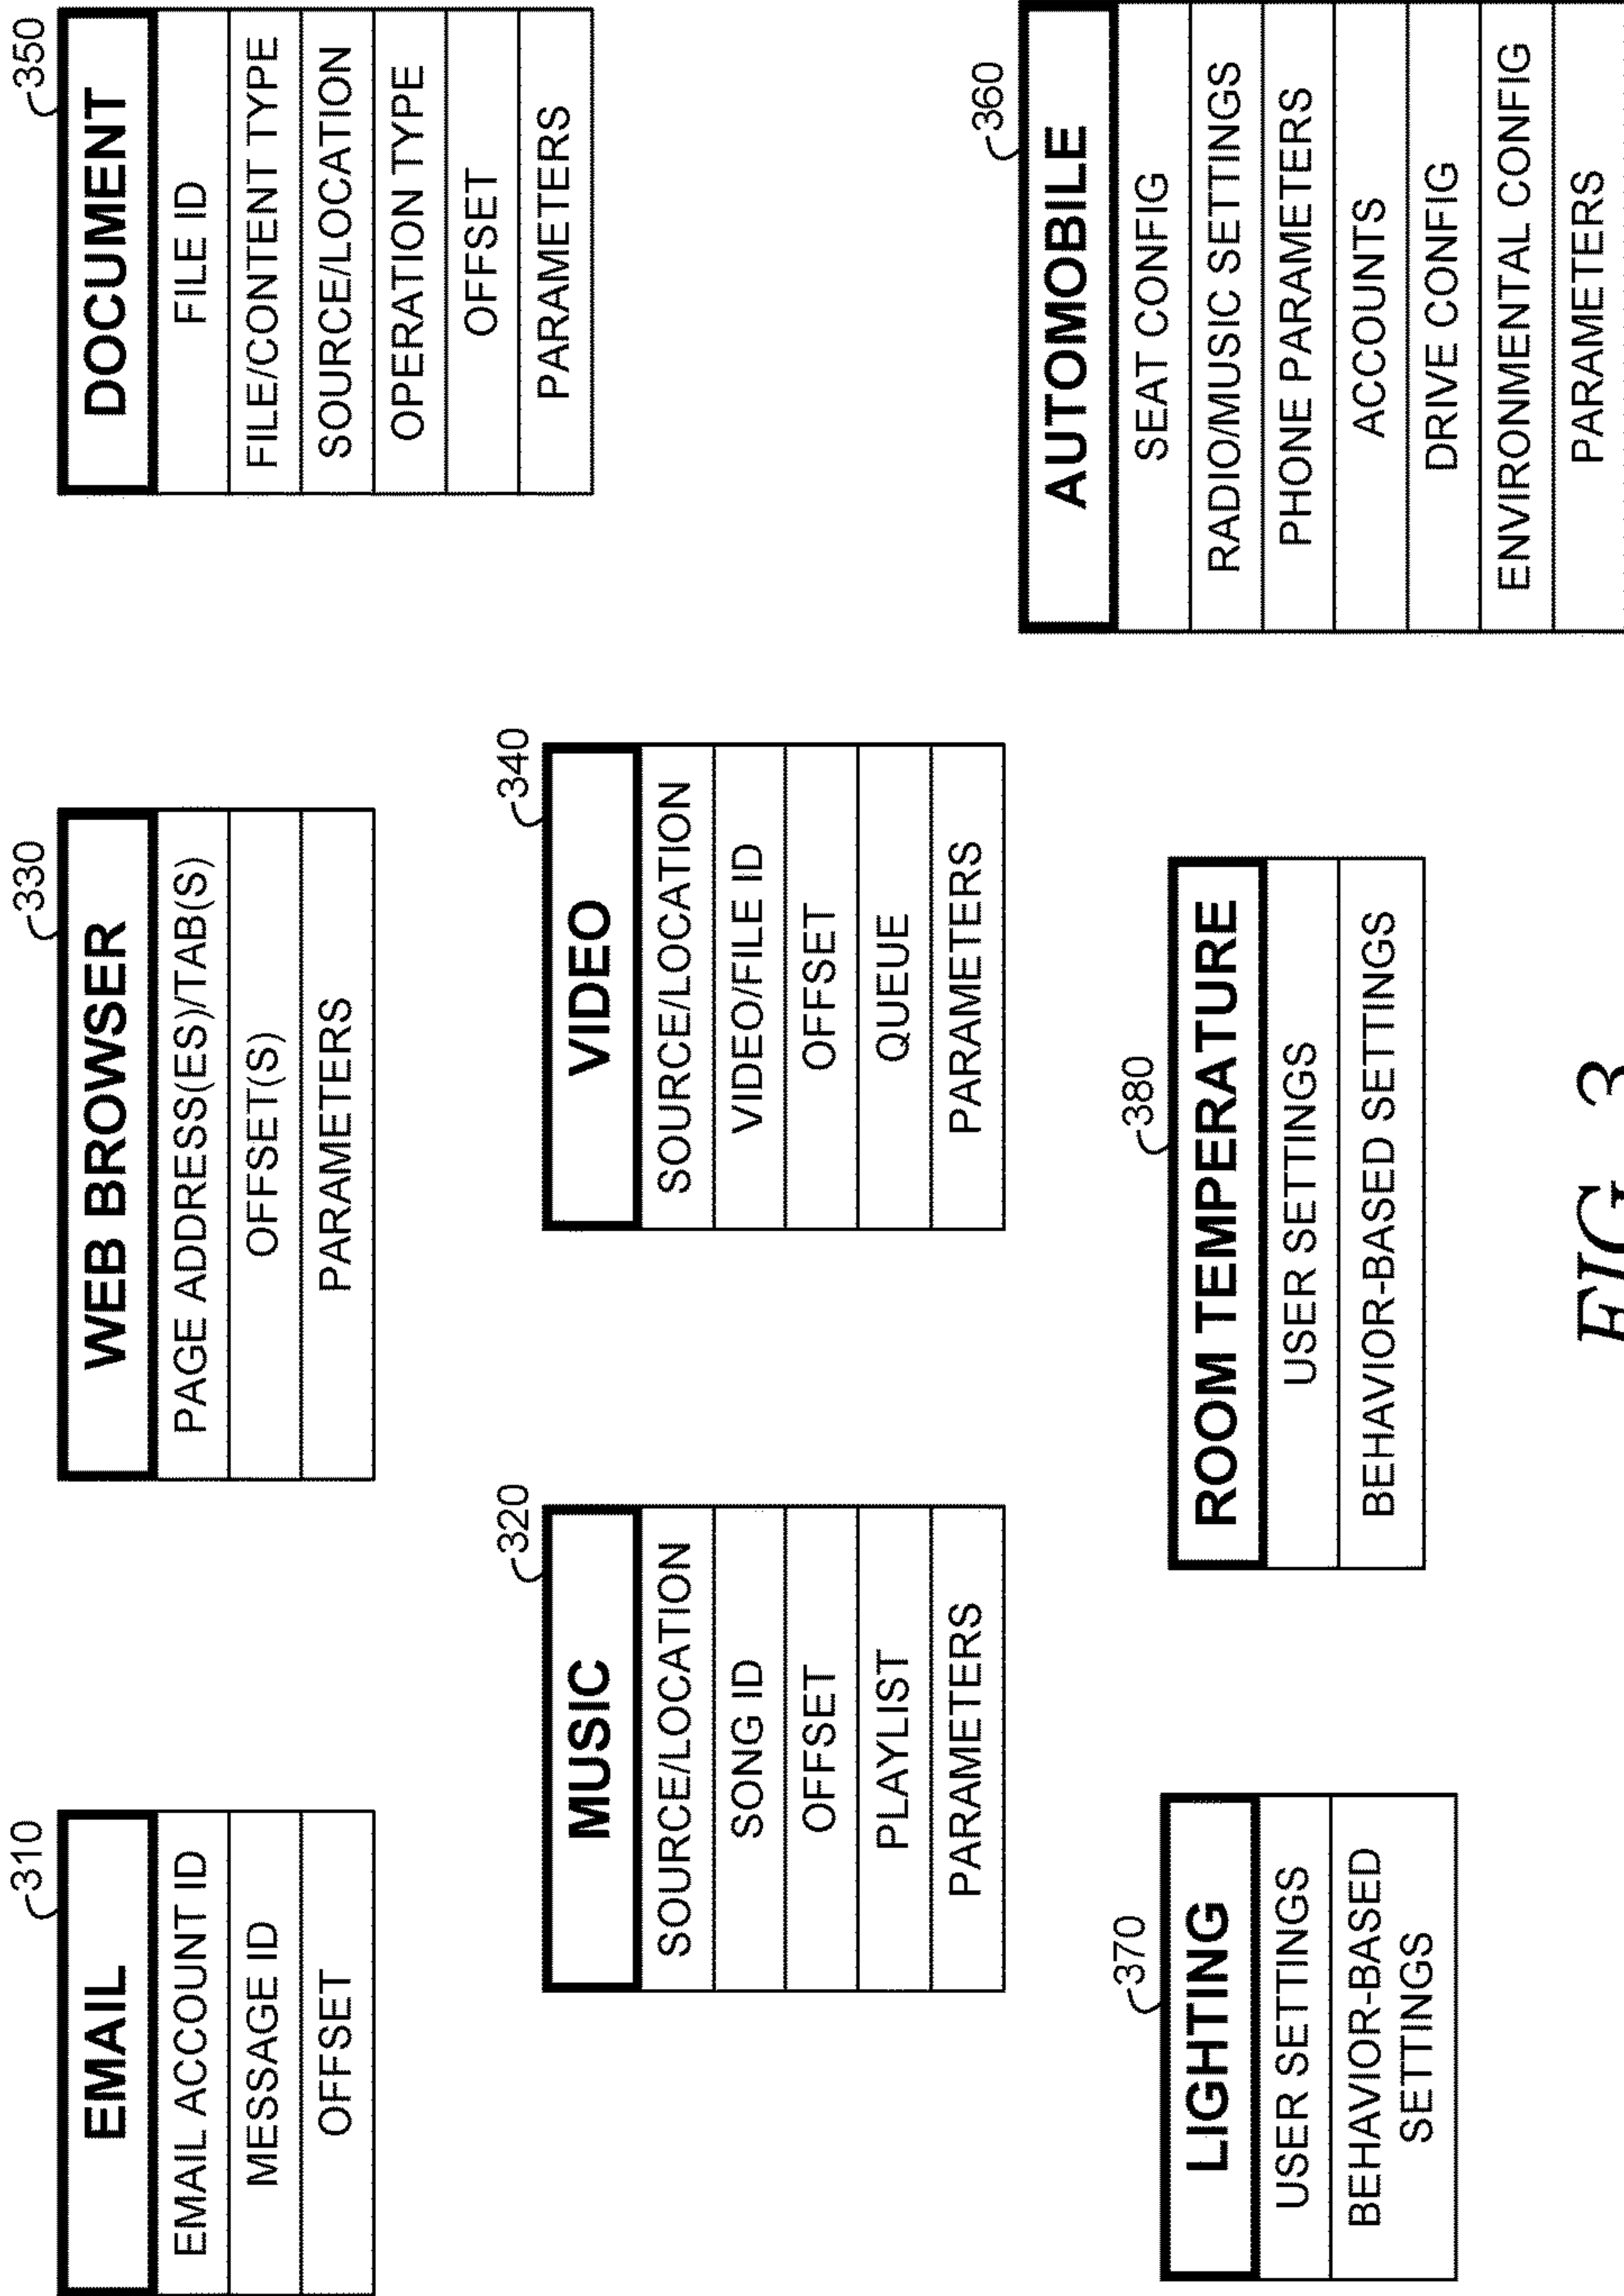 310
EMAIL
EMAIL ACCOUNT ID
MESSAGE ID
OFFSET
330
WEB BROWSER
PAGE ADDRESS(ES)/TAB(S)
OFFSET(S)
PARAMETERS
350
DOCUMENT
FILE ID
FILE/CONTENT TYPE
SOURCE/LOCATION
OPERATION TYPE
OFFSET
PARAMETERS
320
MUSIC
SOURCE/LOCATION
SONG ID
OFFSET
PLAYLIST
PARAMETERS
340
VIDEO
SOURCE/LOCATION
VIDEO/FILE ID
OFFSET
QUEUE
PARAMETERS
360
AUTOMOBILE
SEAT CONFIG
RADIO/MUSIC SETTINGS
PHONE PARAMETERS
ACCOUNTS
DRIVE CONFIG
ENVIRONMENTAL CONFIG
PARAMETERS
370
LIGHTING
USER SETTINGS
BEHAVIOR-BASED
SETTINGS
380
ROOM TEMPERATURE
USER SETTINGS
BEHAVIOR-BASED SETTINGS
FIG. 3